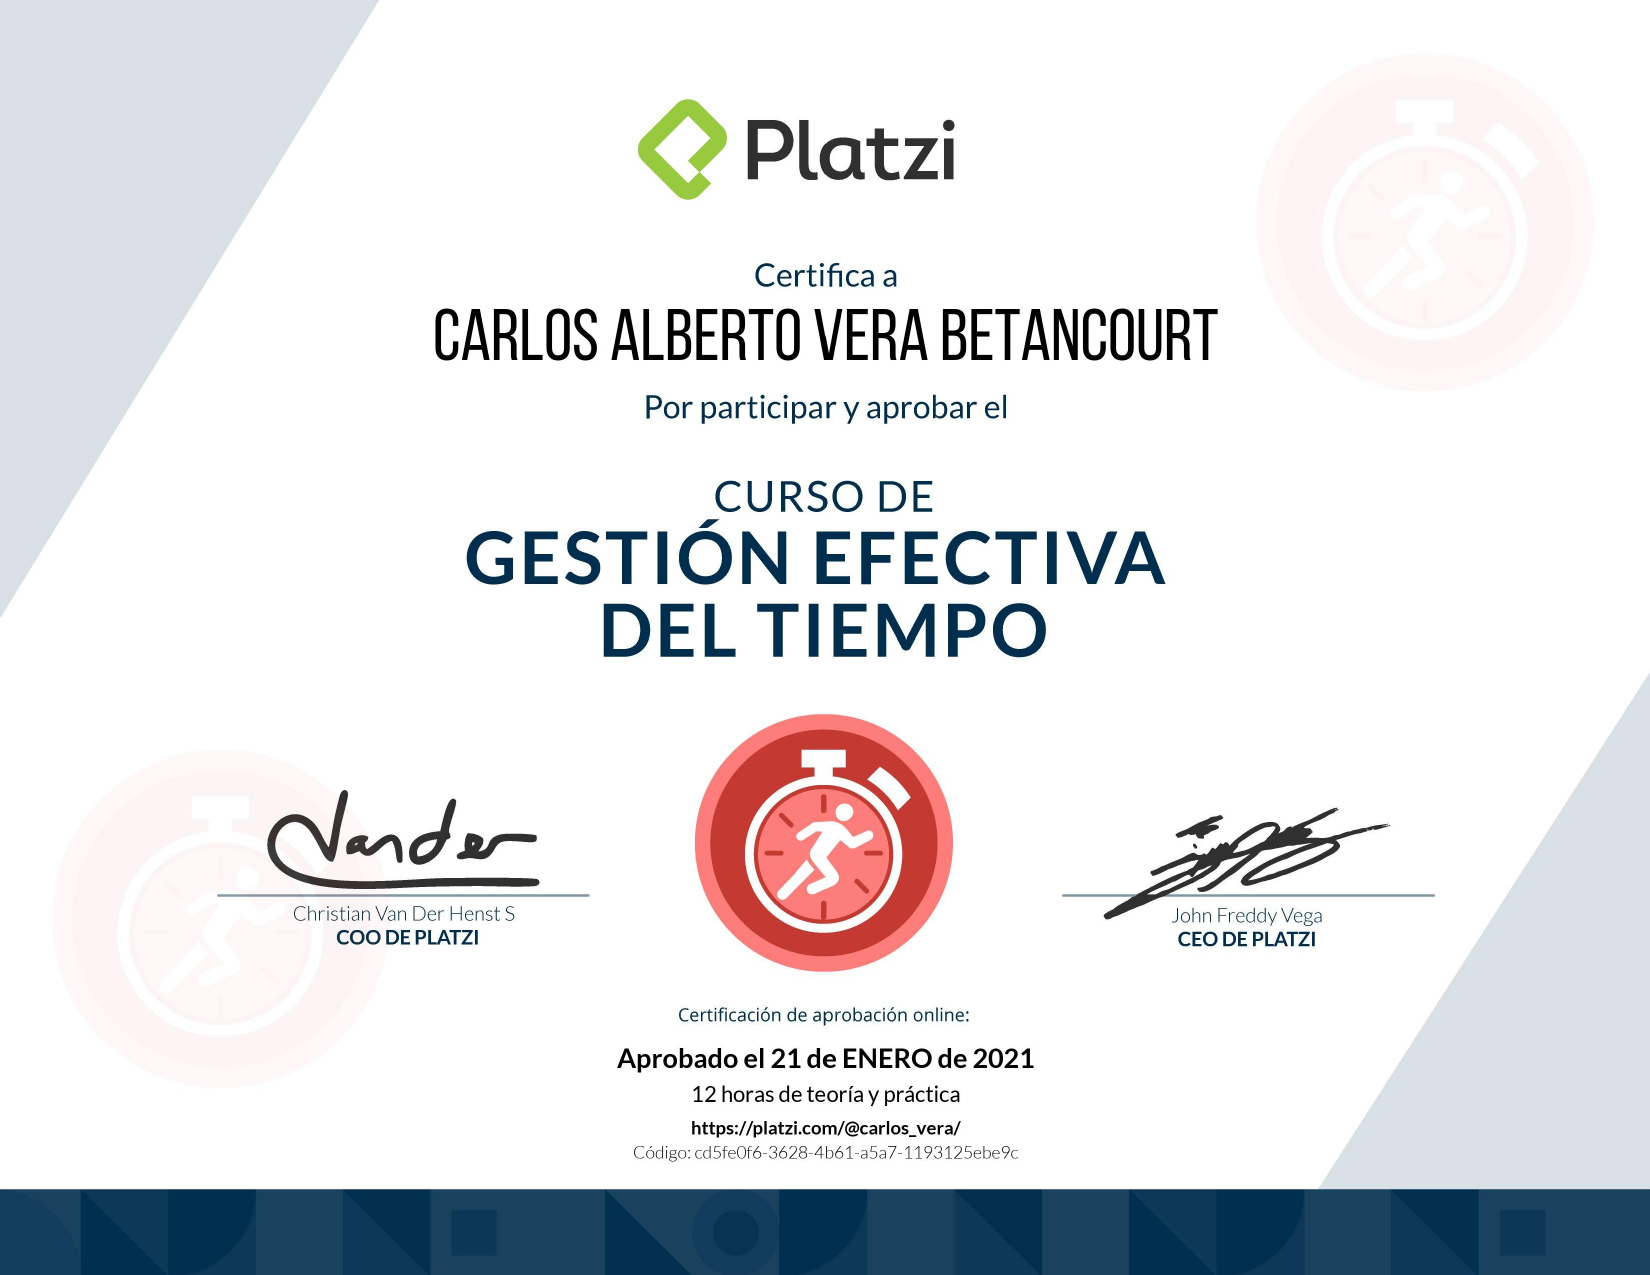 Platzi
Certifica a
CARLOS ALBERTO VERA BETANCOURT
Por participar y aprobar el
CURSO DE
GESTIÓN EFECTIVA
DEL TIEMPO
Vander
Christian Van Der Henst S
COO DE PLATZI
John Freddy Vega
CEO DE PLATZI
Certificación de aprobación online:
Aprobado el 21 de ENERO de 2021
12 horas de teoría y práctica
https://platzi.com/@carlos_vera/
Código: cd5fe0f6-3628-4b61-a5a7-1193125ebe9c